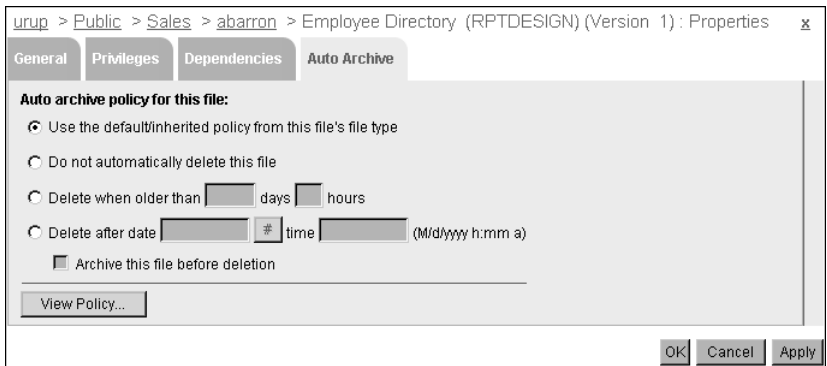 urup > Public > Sales > abarron > Employee Directory (RPTDESIGN) (Version 1) : Properties x
General Privileges Dependencies Auto Archive
Auto archive policy for this file:
Use the default/inherited policy from this file's file type
Do not automatically delete this file
Delete when older than days hours
Delete after date # time (M/d/yyyy h:mm a)
Archive this file before deletion
View Policy...
OK Cancel Apply